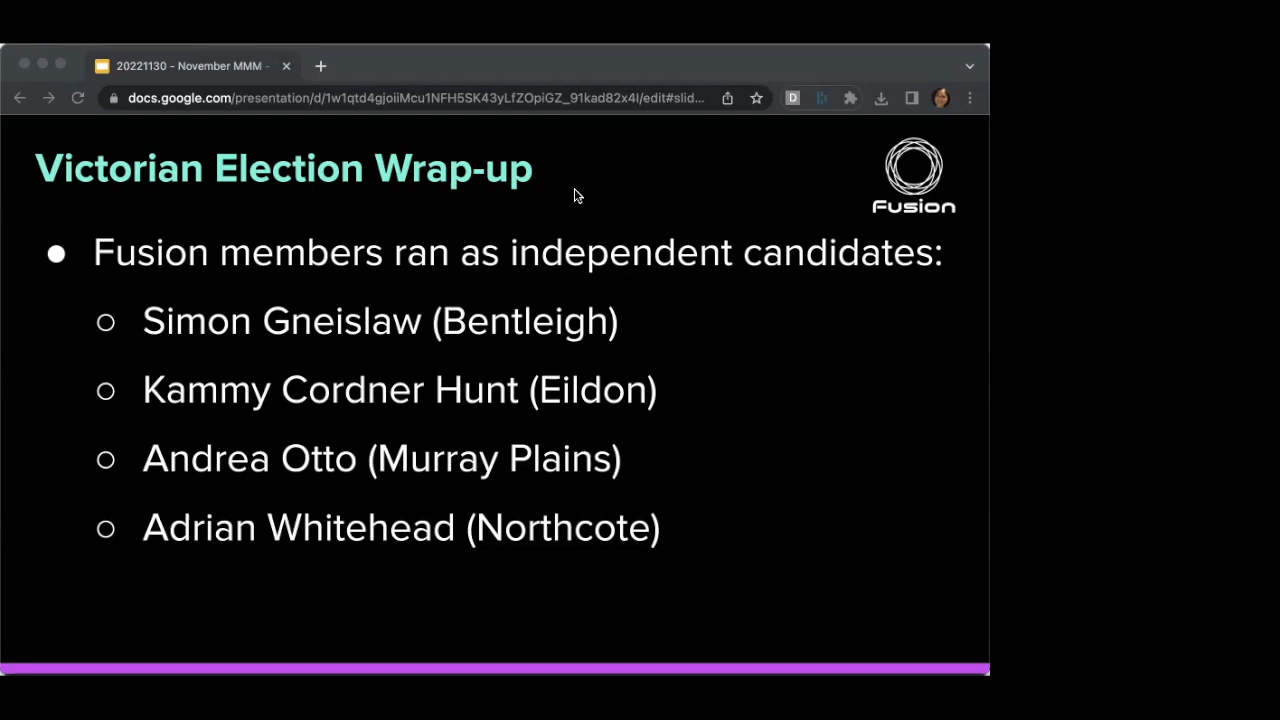 20221130 - November MMM -
docs.google.com/presentation/d/1w1qtd4gjoiiMcu1NFH5SK43yLfZOpiGZ_91kad82x4I/edit#slid...
D
Victorian Election Wrap-up
Fusion
● Fusion members ran as independent candidates:
○ Simon Gneislaw (Bentleigh)
○ Kammy Cordner Hunt (Eildon)
○ Andrea Otto (Murray Plains)
○ Adrian Whitehead (Northcote)